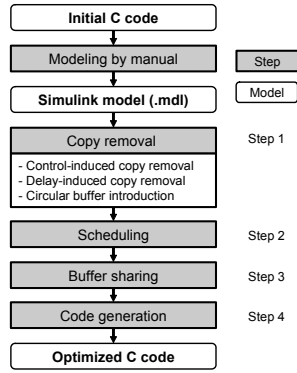 Initial C code
Modeling by manual
Step
Simulink model (.mdl)
Model
Copy removal
Step 1
- Control-induced copy removal
- Delay-induced copy removal
- Circular buffer introduction
Scheduling
Step 2
Buffer sharing
Step 3
Code generation
Step 4
Optimized C code